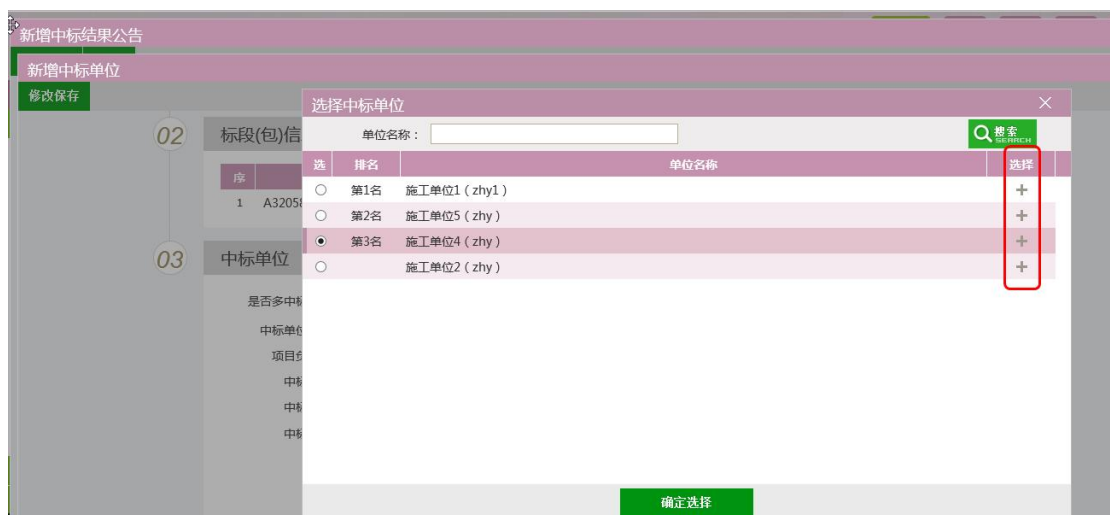 新增中标结果公告
新增中标单位
修改保存
选择中标单位
02 标段(包)信
单位名称：
搜索
SEARCH
选 排名 单位名称 选择
序
第1名 施工单位1（zhy1）
1 A3205
第2名 施工单位5（zhy）
第3名 施工单位4（zhy）
03 中标单位
施工单位2（zhy）
是否多中标
中标单位
项目负
中标
中标
中标
确定选择